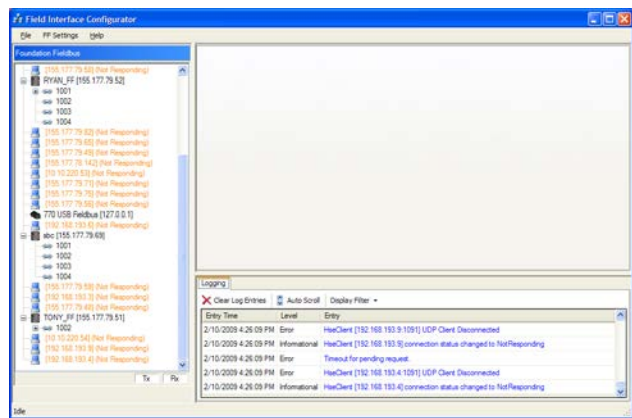 Field Interface Configurator
File FF Settings Help
Foundation Fieldbus
[155.177.79.68] (Not Responding)
RYAN_FF [155.177.79.52]
1001
1002
1003
1004
[155.177.79.82] (Not Responding)
[155.177.79.65] (Not Responding)
[155.177.79.49] (Not Responding)
[155.177.78.142] (Not Responding)
[10.10.220.53] (Not Responding)
[155.177.79.71] (Not Responding)
[155.177.79.75] (Not Responding)
[155.177.79.56] (Not Responding)
770 USB Fieldbus [127.0.0.1]
[192.168.193.6] (Not Responding)
abc [155.177.79.69]
1001
1002
1003
1004
[155.177.79.59] (Not Responding)
[192.168.193.3] (Not Responding)
[155.177.79.48] (Not Responding)
TONY_FF [155.177.79.51]
1002
[10.10.220.54] (Not Responding)
[192.168.193.9] (Not Responding)
[192.168.193.4] (Not Responding)
Tx Rx
Logging
Clear Log Entries Auto Scroll Display Filter
Entry Time Level Entry
2/10/2009 4:26:09 PM Error HseClient [192.168.193.9:1091] UDP Client Disconnected
2/10/2009 4:26:09 PM Informational HseClient [192.168.193.9] connection status changed to NotResponding
2/10/2009 4:26:09 PM Error Timeout for pending request.
2/10/2009 4:26:09 PM Error HseClient [192.168.193.4:1091] UDP Client Disconnected
2/10/2009 4:26:09 PM Informational HseClient [192.168.193.4] connection status changed to NotResponding
Idle